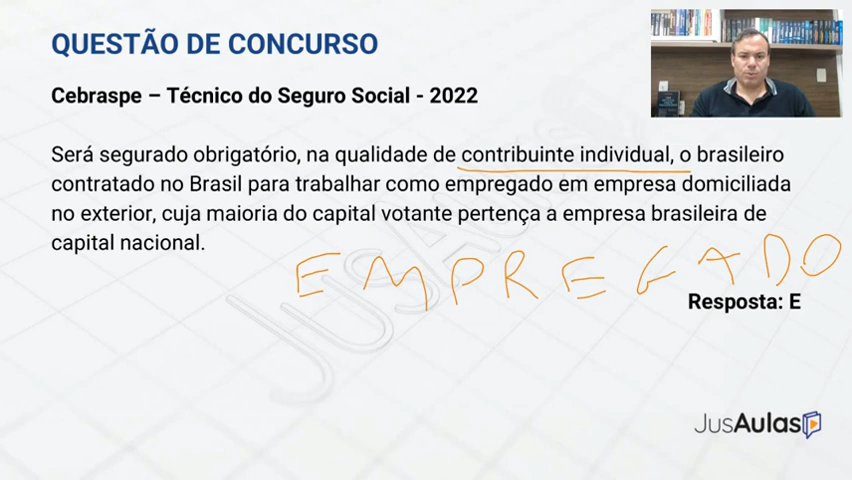 QUESTÃO DE CONCURSO
Cebraspe – Técnico do Seguro Social - 2022
Será segurado obrigatório, na qualidade de contribuinte individual, o brasileiro
contratado no Brasil para trabalhar como empregado em empresa domiciliada
no exterior, cuja maioria do capital votante pertença a empresa brasileira de
capital nacional.
EMPREGADO
Resposta: E
JUSAULAS
JusAulas